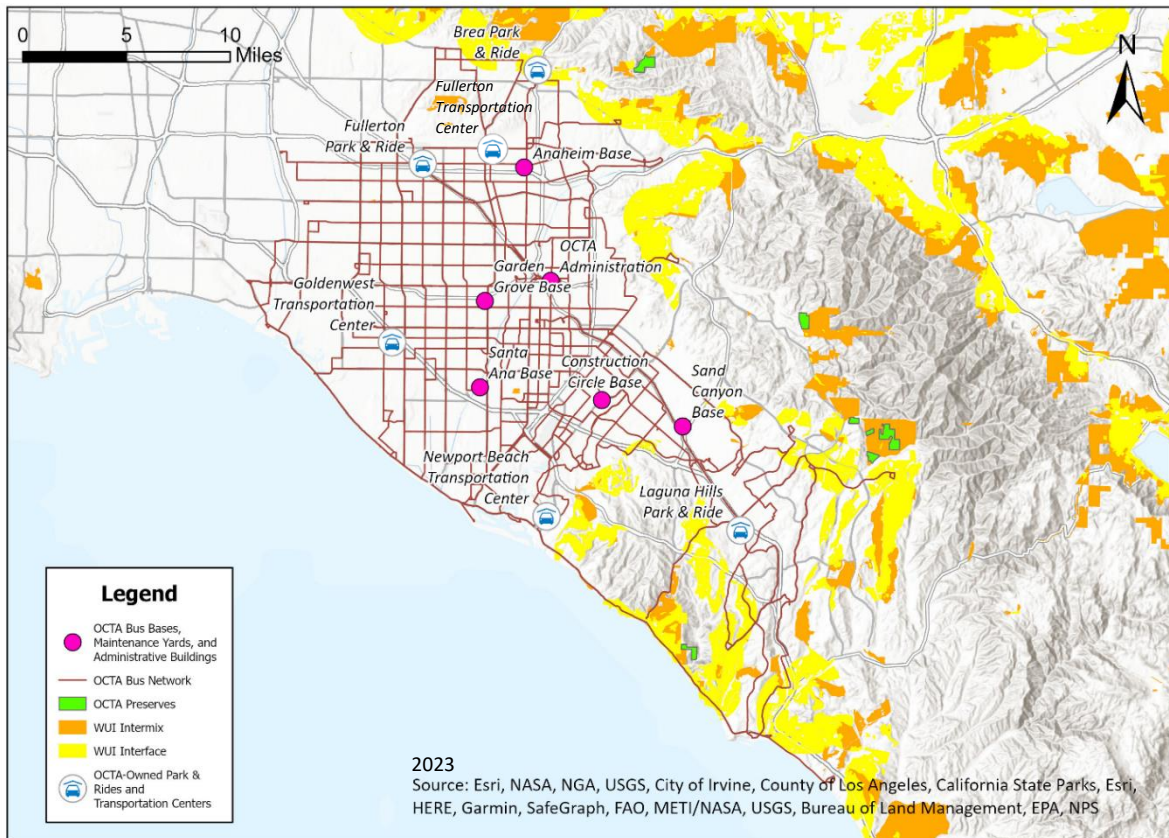 0 5 10
Miles
N
Brea Park
& Ride
Fullerton
Transportation
Center
Fullerton
Park & Ride
Anaheim Base
OCTA
Administration
Garden
Grove Base
Goldenwest
Transportation
Center
Santa
Ana Base
Construction
Circle Base
Sand
Canyon
Base
Newport Beach
Transportation
Center
Laguna Hills
Park & Ride
Legend
OCTA Bus Bases,
Maintenance Yards, and
Administrative Buildings
OCTA Bus Network
OCTA Preserves
WUI Intermix
WUI Interface
OCTA-Owned Park &
Rides and
Transportation Centers
2023
Source: Esri, NASA, NGA, USGS, City of Irvine, County of Los Angeles, California State Parks, Esri,
HERE, Garmin, SafeGraph, FAO, METI/NASA, USGS, Bureau of Land Management, EPA, NPS